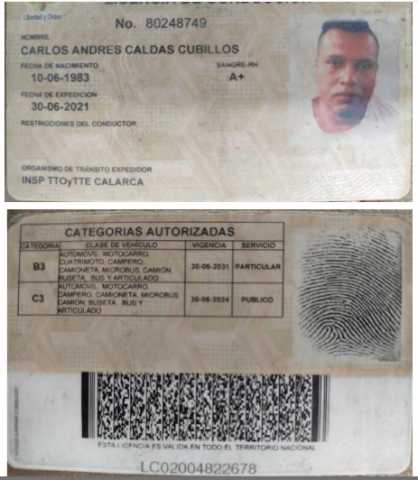 Libertad y Orden
No. 80248749
NOMBRE
CARLOS ANDRES CALDAS CUBILLOS
FECHA DE NACIMIENTO SANGRE-RH
10-06-1983 A+
FECHA DE EXPEDICION
30-06-2021
RESTRICCIONES DEL CONDUCTOR:
ORGANISMO DE TRÁNSITO EXPEDIDOR
INSP TTOyTTE CALARCA
CATEGORIAS AUTORIZADAS
CATEGORIA CLASE DE VEHÍCULO VIGENCIA SERVICIO
B3 AUTOMOVIL, MOTOCARRO, CUATRIMOTO, CAMPERO, CAMIONETA, MICROBUS, CAMION, BUSETA, BUS Y ARTICULADO 30-06-2031 PARTICULAR
C3 AUTOMOVIL, MOTOCARRO, CAMPERO, CAMIONETA, MICROBUS CAMION, BUSETA, BUS Y ARTICULADO 30-06-2024 PUBLICO
ESTA LICENCIA ES VALIDA EN TODO EL TERRITORIO NACIONAL
LC02004822678